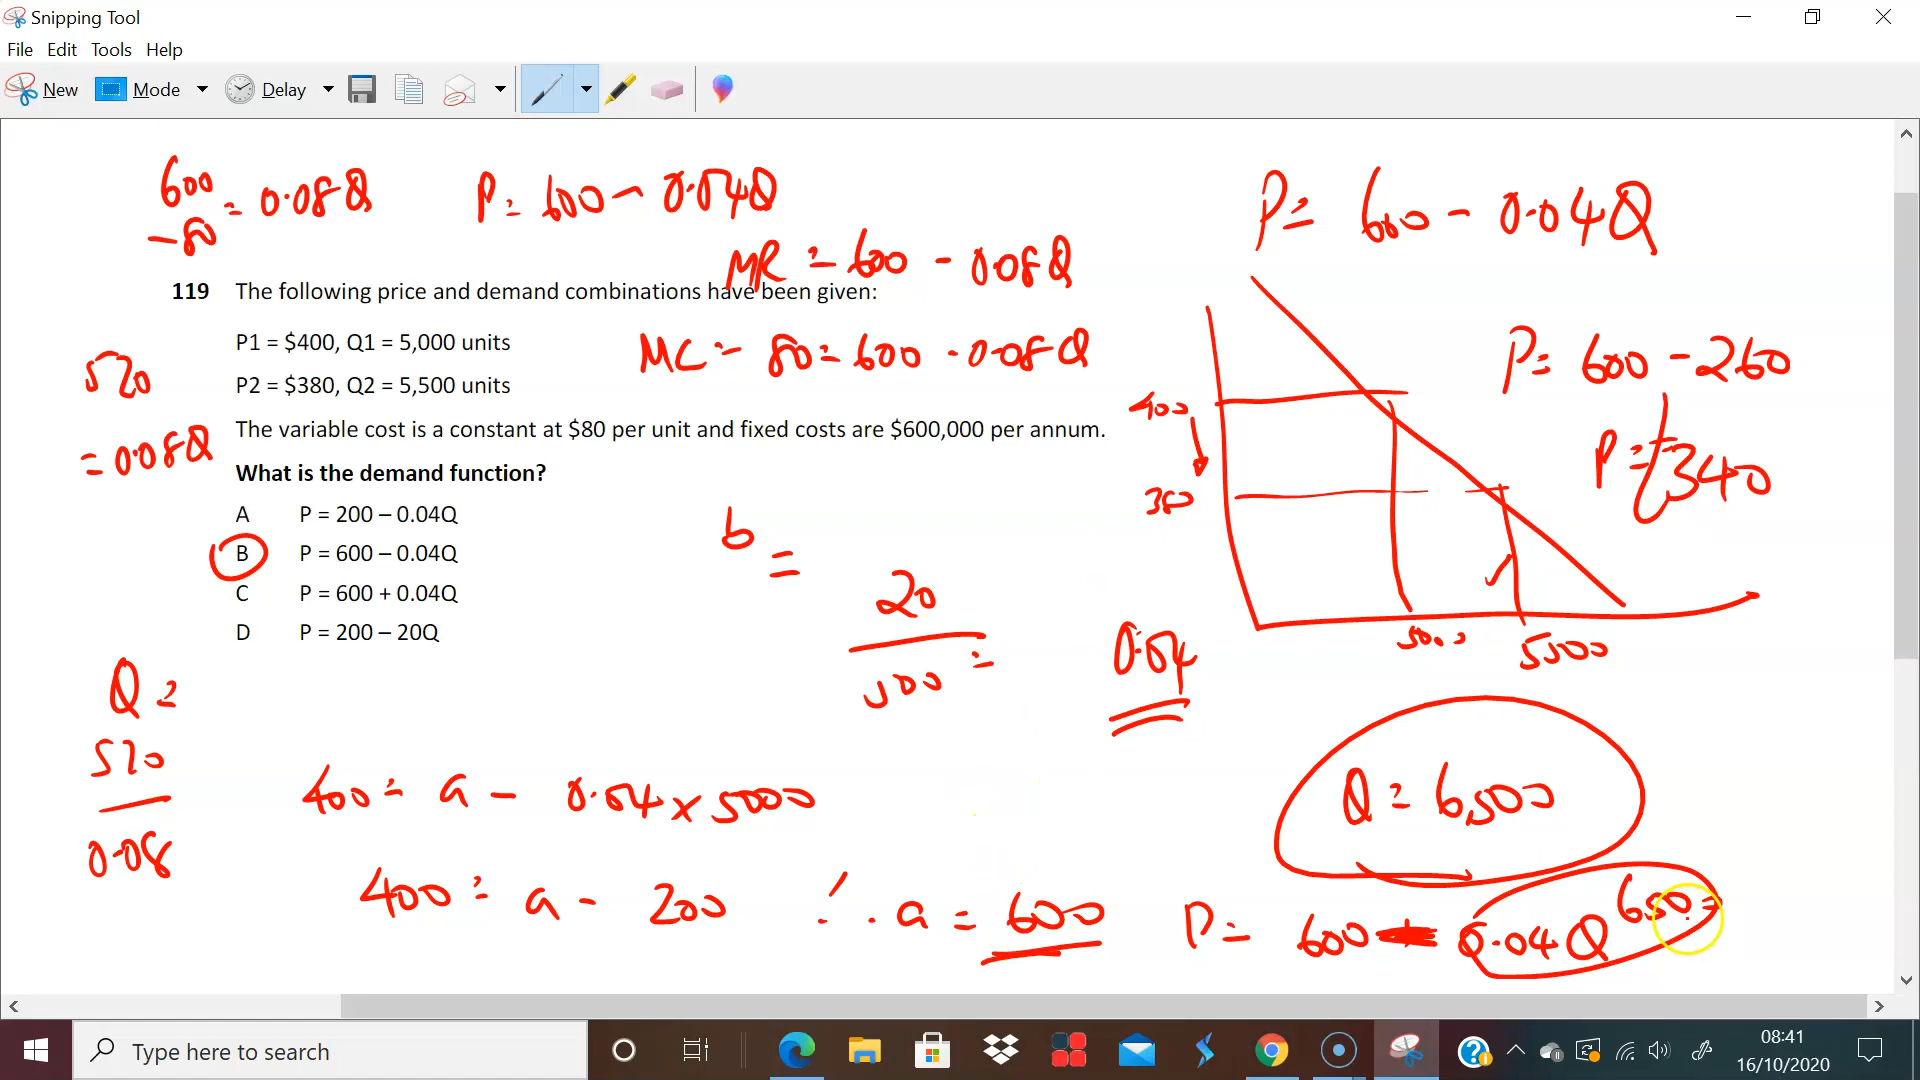 Snipping Tool
File Edit Tools Help
New Mode Delay
600
-80
= 0.08Q
P = 600 - 0.04Q
MR = 600 - 0.08Q
P = 600 - 0.04Q
119 The following price and demand combinations have been given:
P1 = $400, Q1 = 5,000 units
MC = 80 = 600 - 0.08Q
P = 600 - 260
P2 = $380, Q2 = 5,500 units
520
= 0.08Q
400
380
P = 340
The variable cost is a constant at $80 per unit and fixed costs are $600,000 per annum.
What is the demand function?
A P = 200 – 0.04Q
B P = 600 – 0.04Q
C P = 600 + 0.04Q
D P = 200 – 20Q
b =
20
500 =
0.04
5000
5500
Q =
520
0.08
400 = a - 0.04 x 5000
Q = 6,500
400 = a - 200 ∴ a = 600
P = 600 - 0.04Q
Type here to search
08:41
16/10/2020